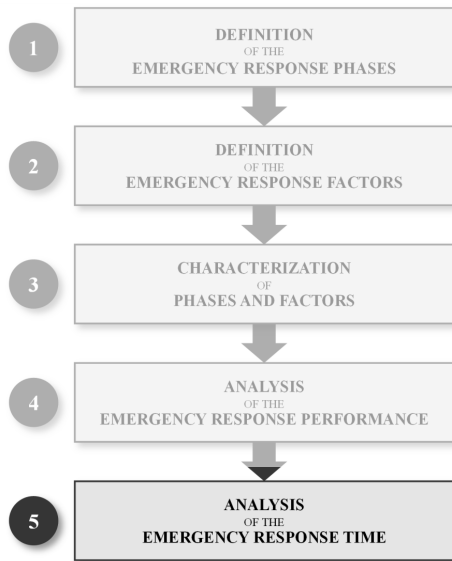 1
DEFINITION
OF THE
EMERGENCY RESPONSE PHASES
2
DEFINITION
OF THE
EMERGENCY RESPONSE FACTORS
3
CHARACTERIZATION
OF
PHASES AND FACTORS
4
ANALYSIS
OF THE
EMERGENCY RESPONSE PERFORMANCE
5
ANALYSIS
OF THE
EMERGENCY RESPONSE TIME